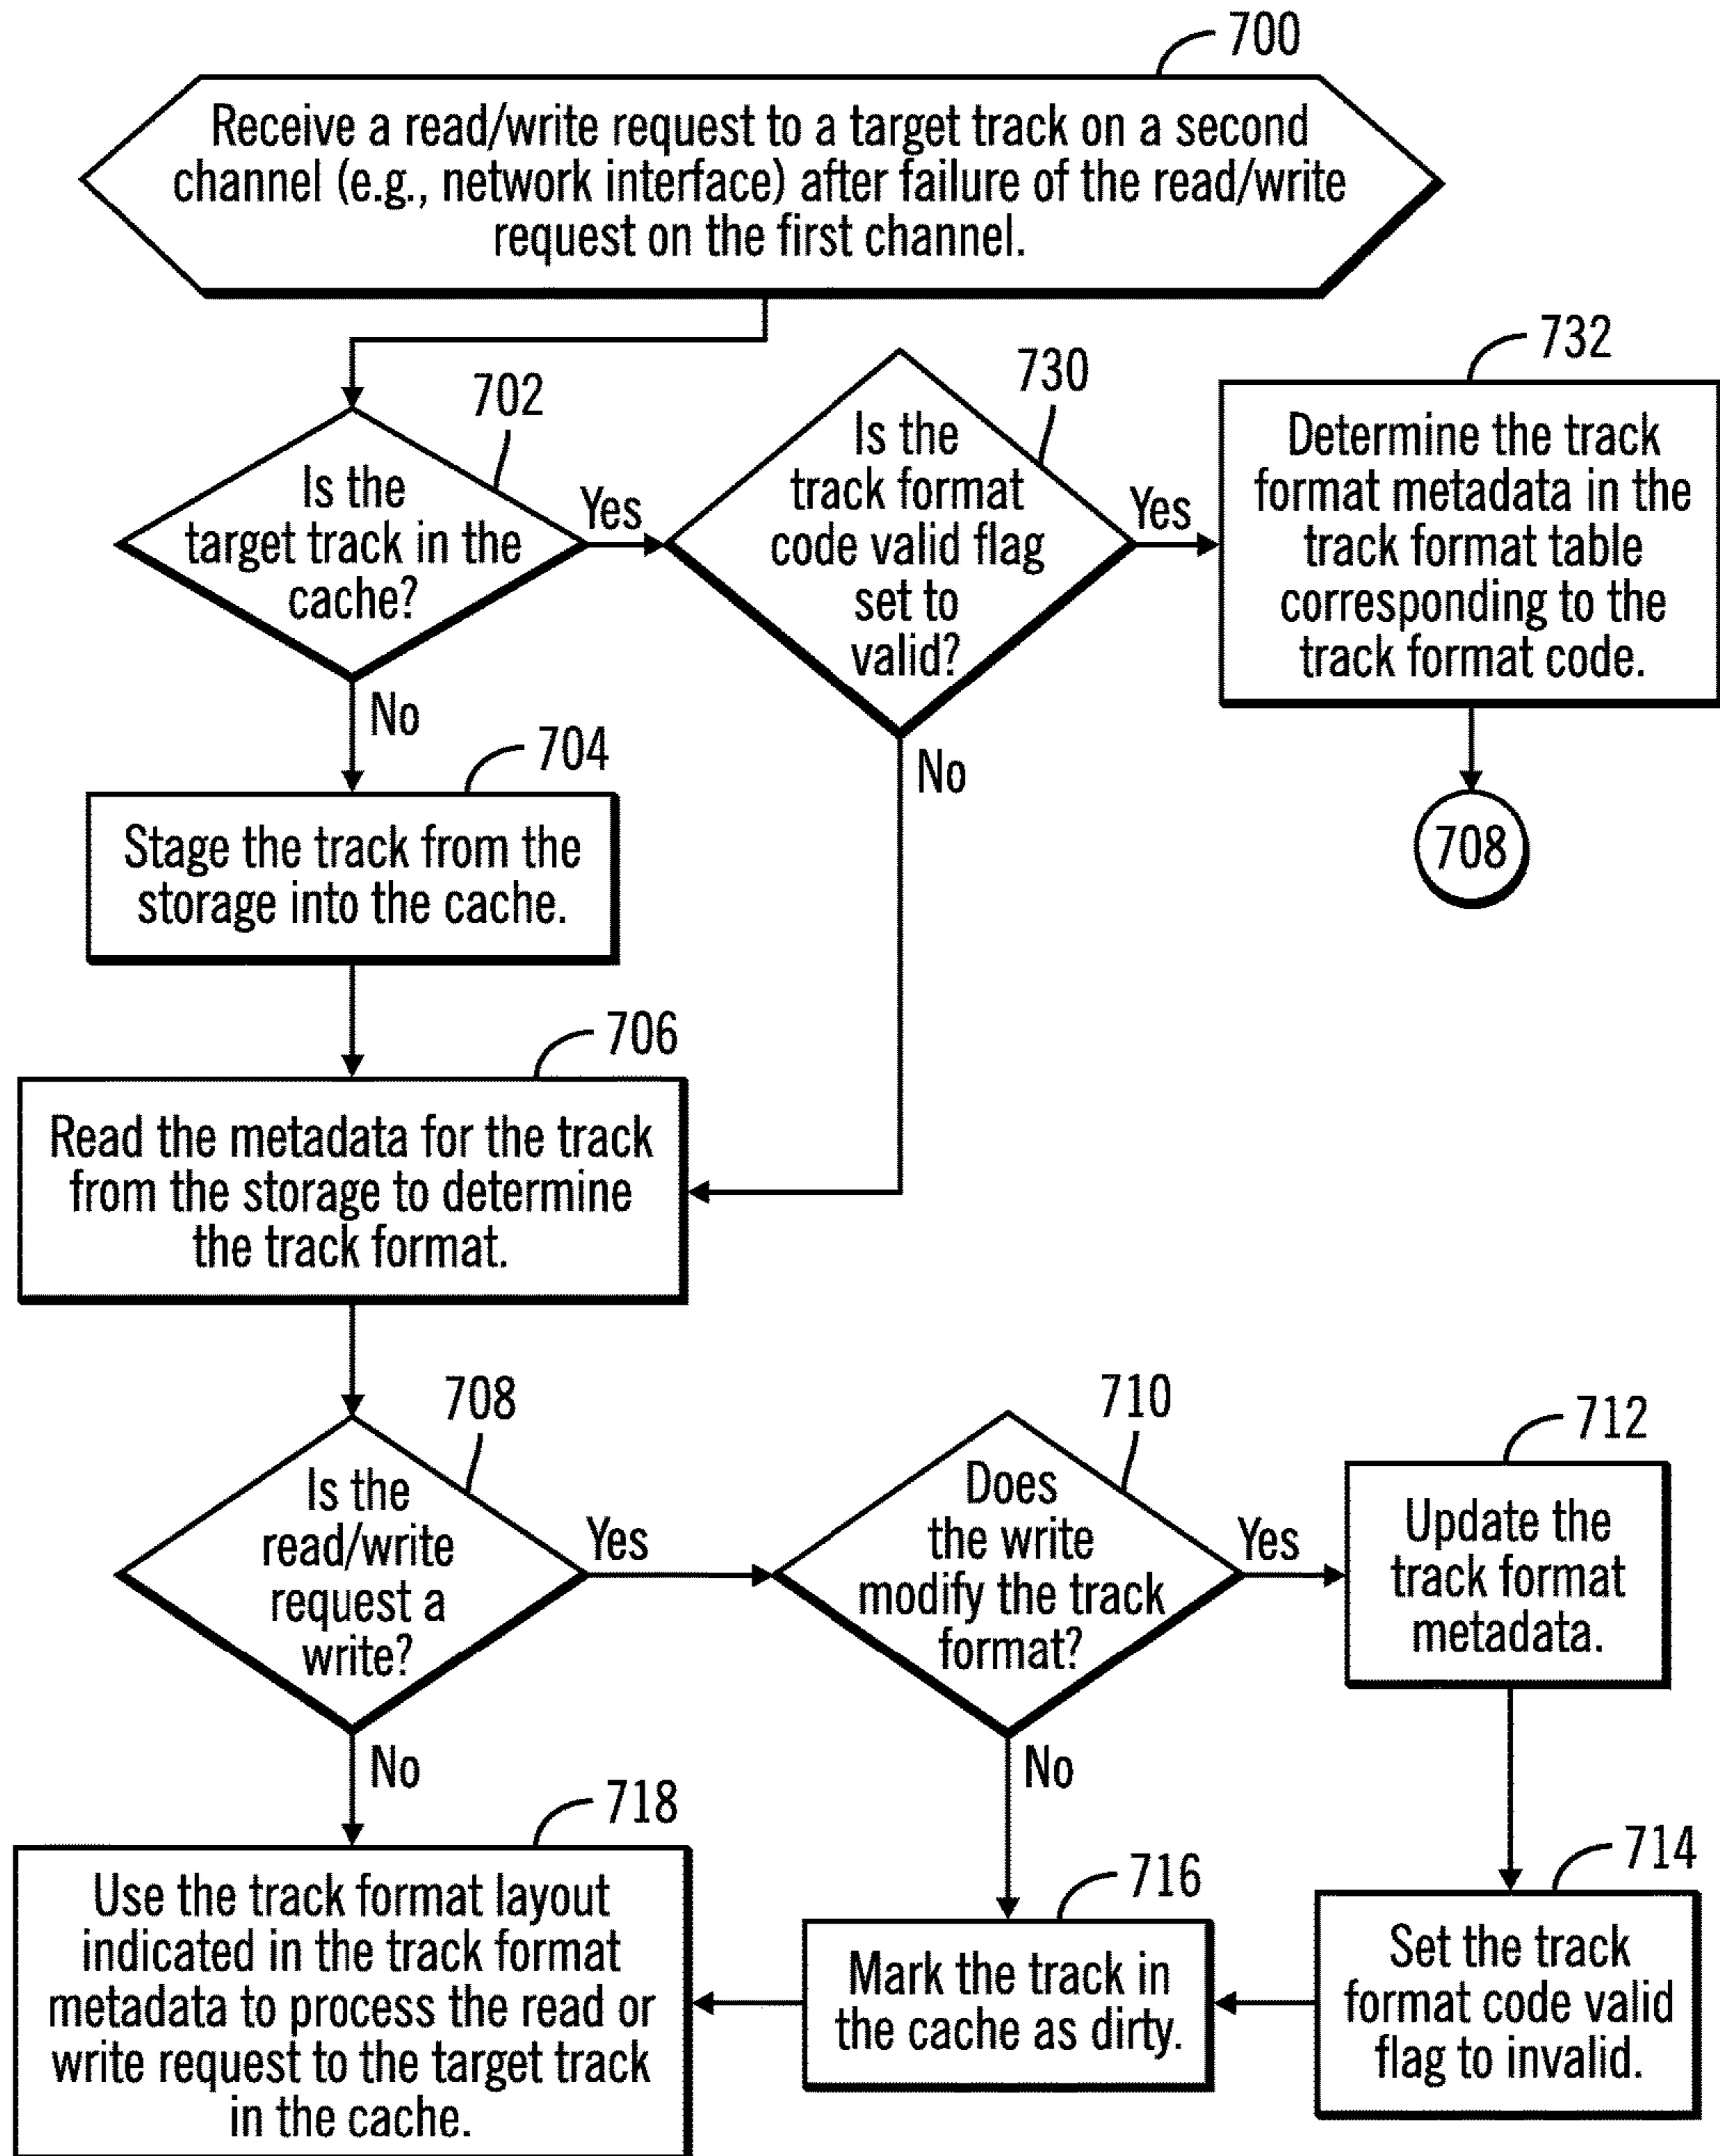 700
Receive a read/write request to a target track on a second
channel (e.g., network interface) after failure of the read/write
request on the first channel.
702
Is the
target track in the
cache?
Yes
No
730
Is the
track format
code valid flag
set to
valid?
Yes
No
732
Determine the track
format metadata in the
track format table
corresponding to the
track format code.
708
704
Stage the track from the
storage into the cache.
706
Read the metadata for the track
from the storage to determine
the track format.
708
Is the
read/write
request a
write?
Yes
No
710
Does
the write
modify the track
format?
Yes
No
712
Update the
track format
metadata.
714
Set the track
format code valid
flag to invalid.
716
Mark the track in
the cache as dirty.
718
Use the track format layout
indicated in the track format
metadata to process the read or
write request to the target track
in the cache.